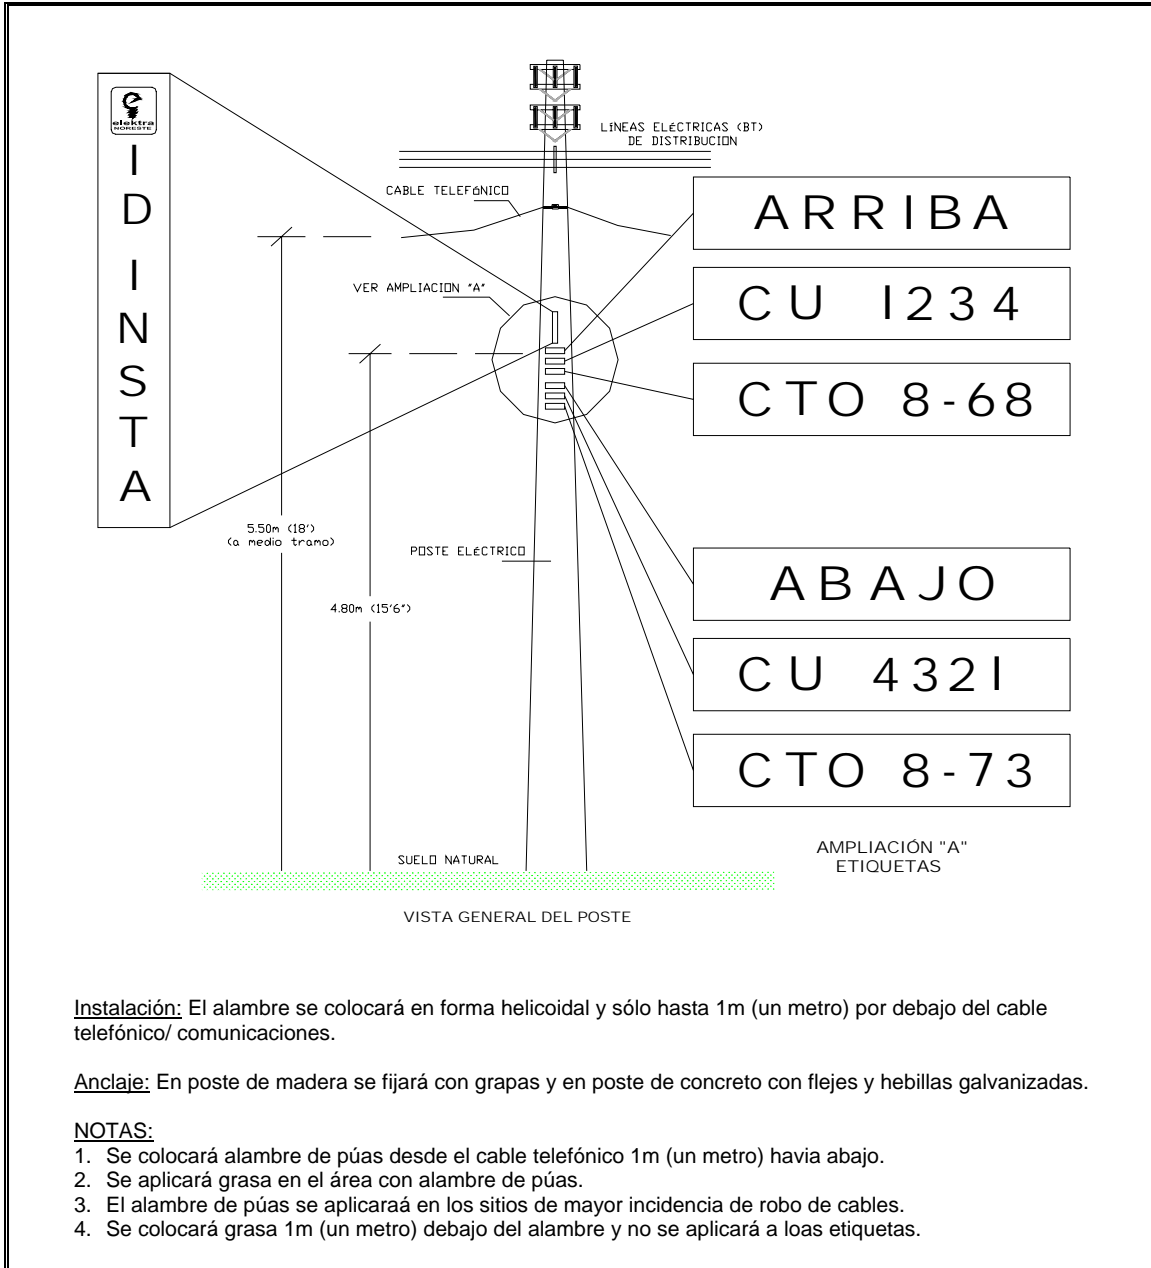 elektra
NORESTE
I
D
I
N
S
T
A
LÍNEAS ELÉCTRICAS (BT)
DE DISTRIBUCION
CABLE TELEFóNICO
ARRIBA
CU 1234
CTO 8-68
VER AMPLIACION "A"
5.50m (18')
(a medio tramo)
POSTE ELÉCTRICO
4.80m (15'6")
ABAJO
CU 4321
CTO 8-73
SUELO NATURAL
AMPLIACIÓN "A"
ETIQUETAS
VISTA GENERAL DEL POSTE
Instalación: El alambre se colocará en forma helicoidal y sólo hasta 1m (un metro) por debajo del cable
telefónico/ comunicaciones.
Anclaje: En poste de madera se fijará con grapas y en poste de concreto con flejes y hebillas galvanizadas.
NOTAS:
1. Se colocará alambre de púas desde el cable telefónico 1m (un metro) havia abajo.
2. Se aplicará grasa en el área con alambre de púas.
3. El alambre de púas se aplicaraá en los sitios de mayor incidencia de robo de cables.
4. Se colocará grasa 1m (un metro) debajo del alambre y no se aplicará a loas etiquetas.